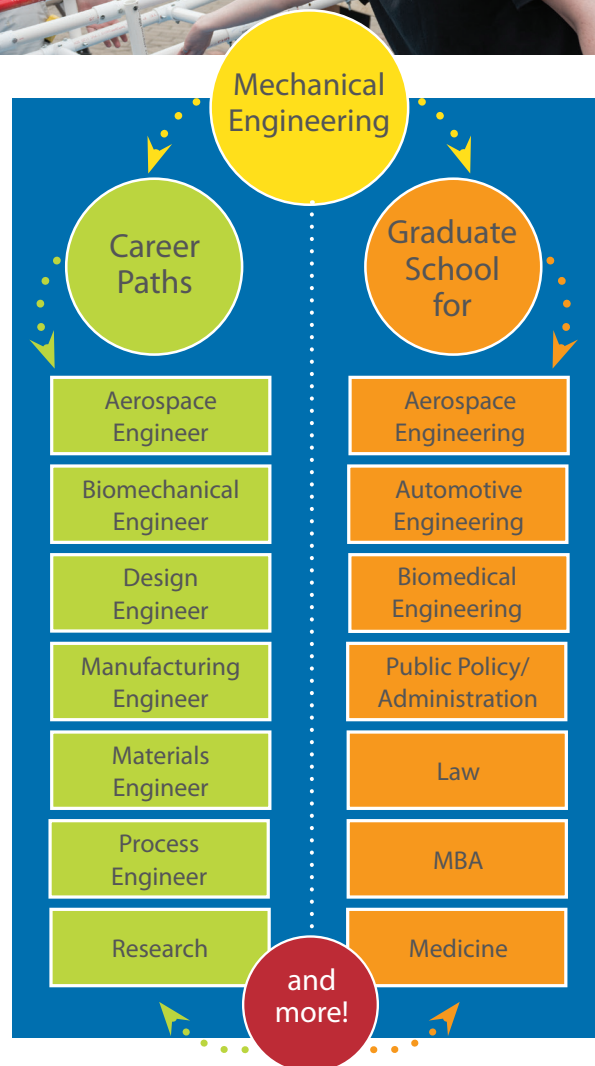 Mechanical
Engineering
Career
Paths
Aerospace
Engineer
Biomechanical
Engineer
Design
Engineer
Manufacturing
Engineer
Materials
Engineer
Process
Engineer
Research
Graduate
School
for
Aerospace
Engineering
Automotive
Engineering
Biomedical
Engineering
Public Policy/
Administration
Law
MBA
Medicine
and
more!